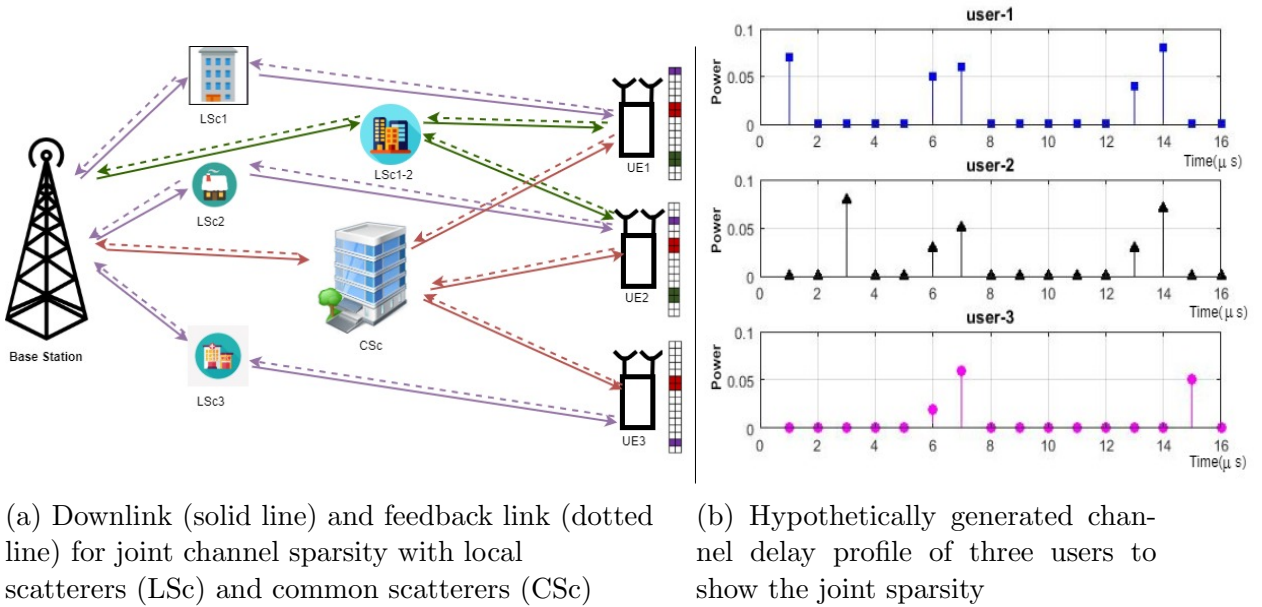 LSc1
LSc1-2
LSc2
CSc
LSc3
Base Station
UE1
UE2
UE3
user-1
0.1
0.05
0
Power
0 2 4 6 8 10 12 14 16
Time(μ s)
user-2
0.1
0.05
0
Power
0 2 4 6 8 10 12 14 16
Time(μ s)
user-3
0.1
0.05
0
Power
0 2 4 6 8 10 12 14 16
Time(μ s)
(a) Downlink (solid line) and feedback link (dotted
line) for joint channel sparsity with local
scatterers (LSc) and common scatterers (CSc)
(b) Hypothetically generated chan-
nel delay profile of three users to
show the joint sparsity